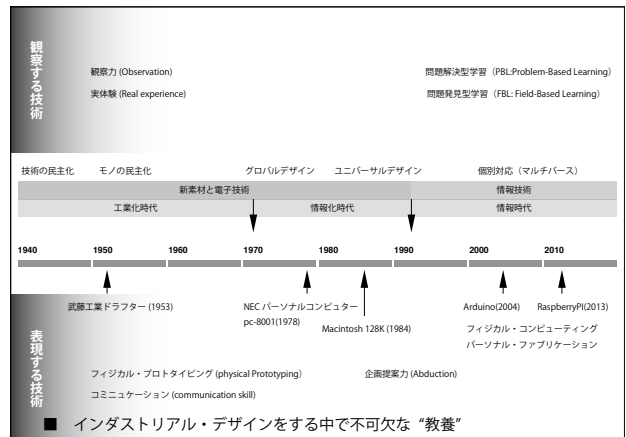 観察する技術
観察力 (Observation)
実体験 (Real experience)
問題解決型学習（PBL:Problem-Based Learning)
問題発見型学習（FBL: Field-Based Learning）
技術の民主化
モノの民主化
グロバルデザイン
ユニバーサルデザイン
個別対応（マルチバース）
新素材と電子技術
情報技術
工業化時代
情報化時代
情報時代
1940
1950
1960
1970
1980
1990
2000
2010
武藤工業ドラフター (1953)
NEC パーソナルコンピュター
pc-8001(1978)
Macintosh 128K (1984)
Arduino(2004)
RaspberryPI(2013)
フィジカル・コンピューティング
パーソナル・ファブリケーション
表現する技術
フィジカル・プロトタイピング (physical Prototyping）
コミニュケーション (communication skill)
企画提案力 (Abduction)
■ インダストリアル・デザインをする中で不可欠な “教養”